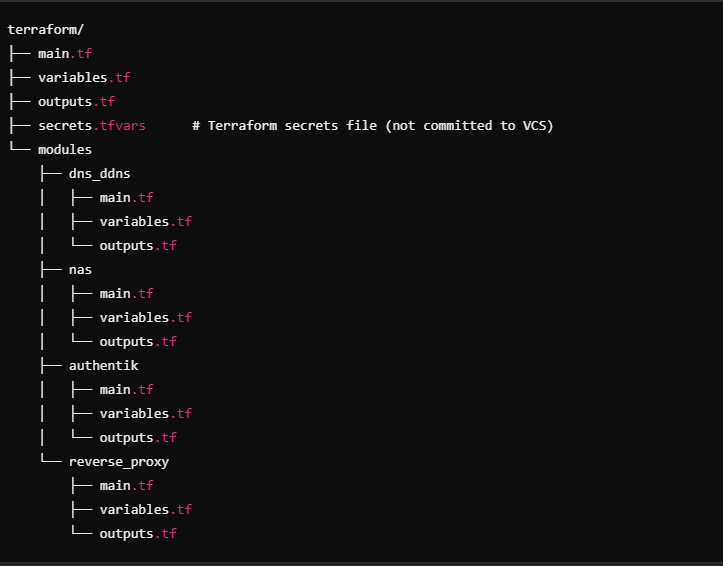 terraform/
├── main.tf
├── variables.tf
├── outputs.tf
├── secrets.tfvars      # Terraform secrets file (not committed to VCS)
└── modules
    ├── dns_ddns
    │   ├── main.tf
    │   ├── variables.tf
    │   └── outputs.tf
    ├── nas
    │   ├── main.tf
    │   ├── variables.tf
    │   └── outputs.tf
    ├── authentik
    │   ├── main.tf
    │   ├── variables.tf
    │   └── outputs.tf
    └── reverse_proxy
        ├── main.tf
        ├── variables.tf
        └── outputs.tf